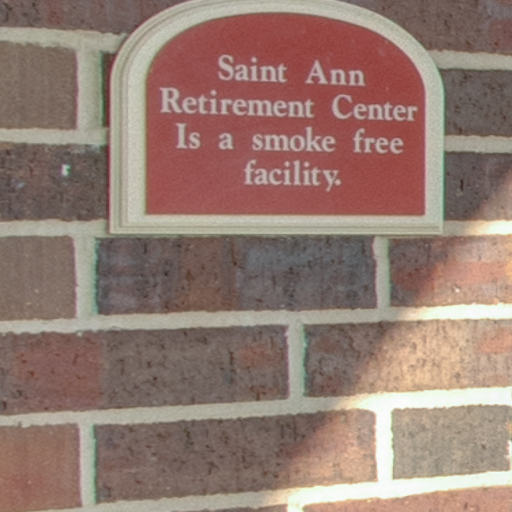 Saint Ann
Retirement Center
Is a smoke free
facility.